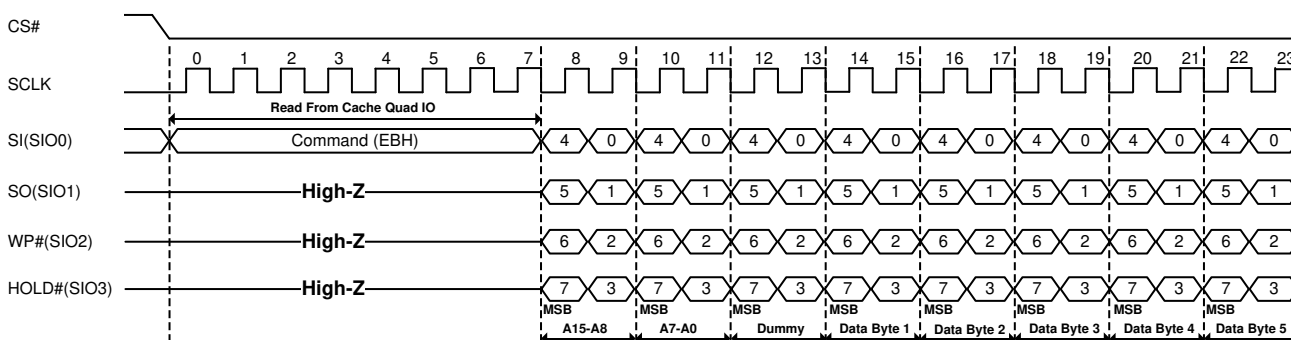 CS#
0 1 2 3 4 5 6 7 8 9 10 11 12 13 14 15 16 17 18 19 20 21 22 23
SCLK
Read From Cache Quad IO
SI(SIO0) Command (EBH) 4 0 4 0 4 0 4 0 4 0 4 0 4 0 4 0
SO(SIO1) High-Z 5 1 5 1 5 1 5 1 5 1 5 1 5 1 5 1
WP#(SIO2) High-Z 6 2 6 2 6 2 6 2 6 2 6 2 6 2 6 2
HOLD#(SIO3) High-Z 7 3 7 3 7 3 7 3 7 3 7 3 7 3 7 3
MSB MSB MSB MSB MSB MSB MSB MSB
A15-A8 A7-A0 Dummy Data Byte 1 Data Byte 2 Data Byte 3 Data Byte 4 Data Byte 5